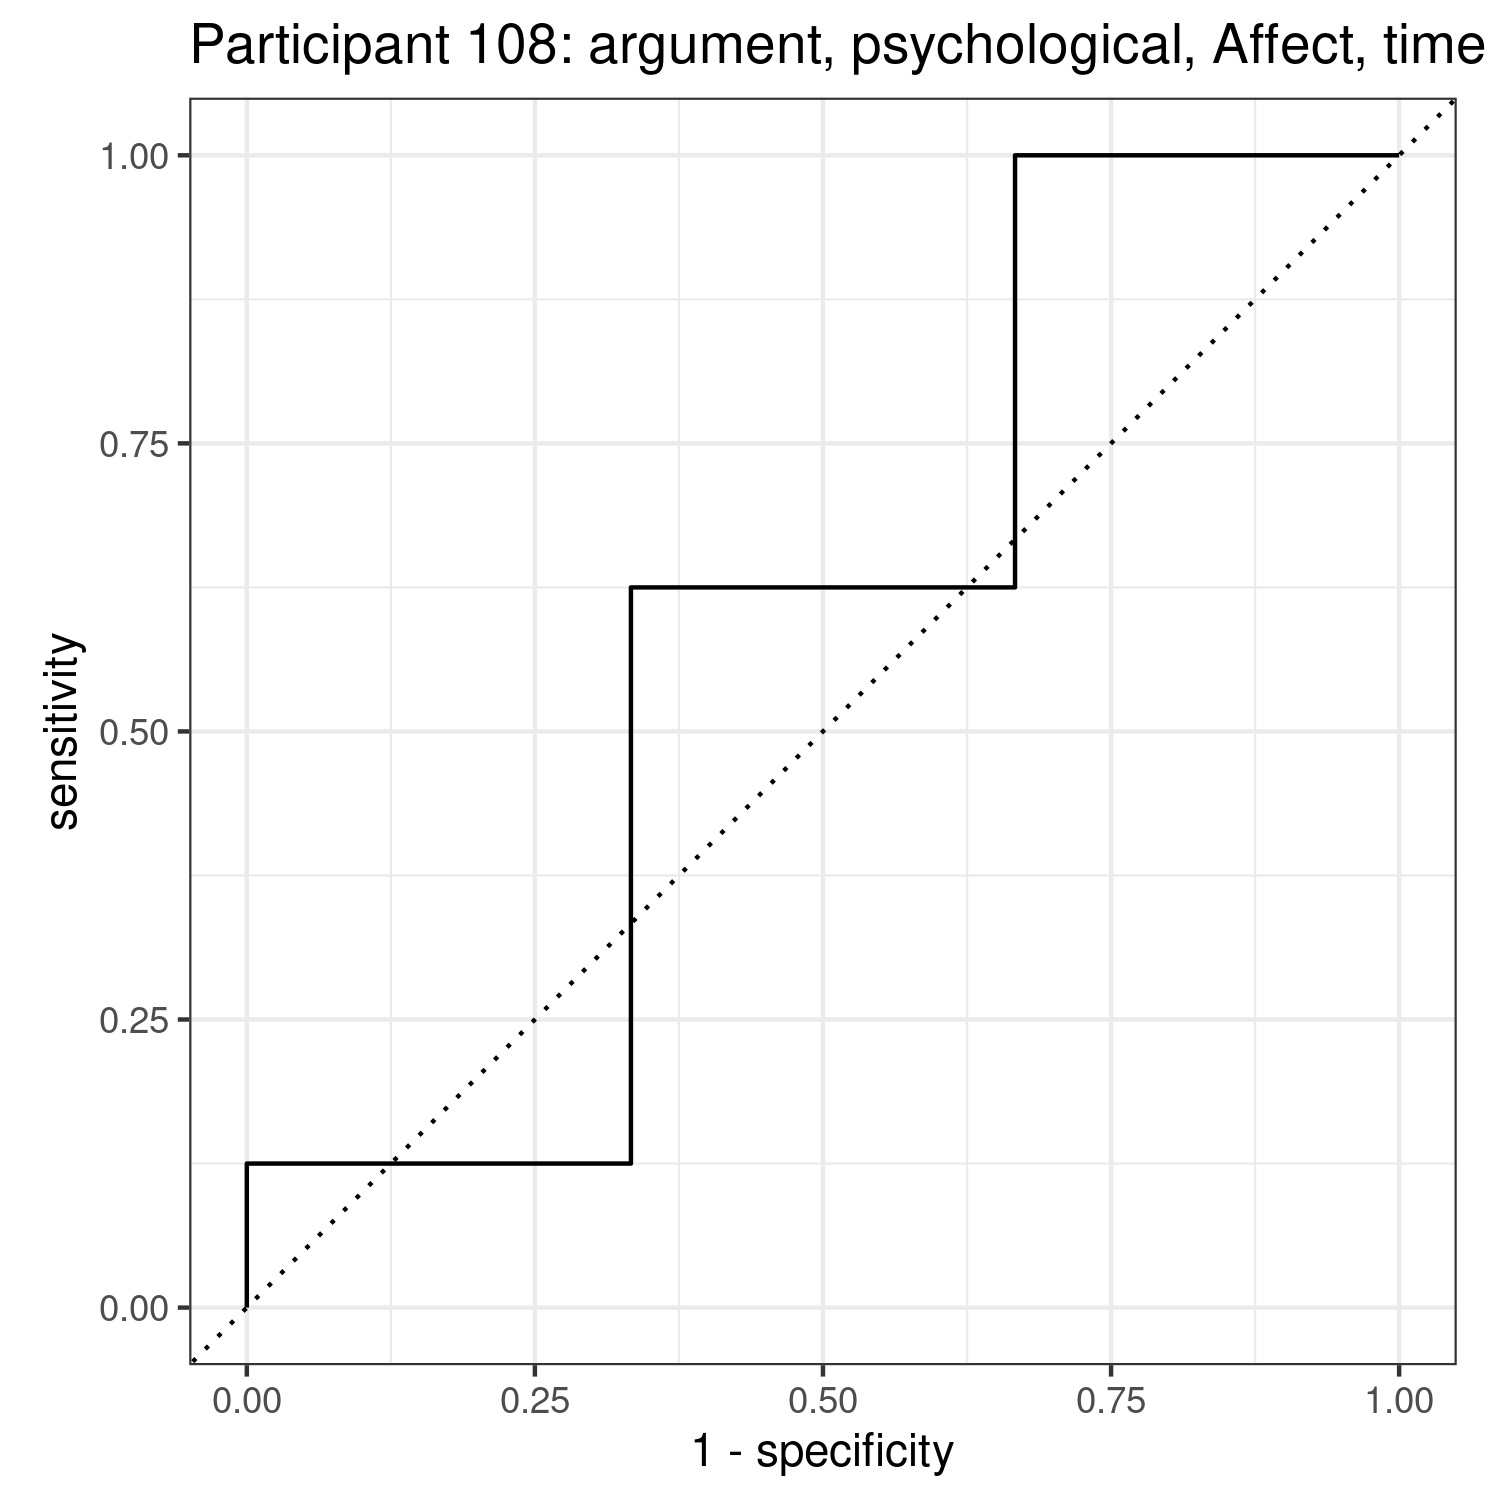 Participant 108: argument, psychological, Affect, time
1.00
0.75
0.50
0.25
0.00
sensitivity
0.00 0.25 0.50 0.75 1.00
1 - specificity